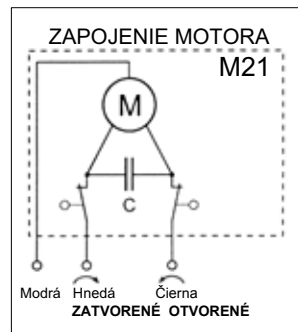 ZAPOJENIE MOTORA
M21
M
C
Modrá Hnedá Čierna
ZATVORENÉ OTVORENÉ